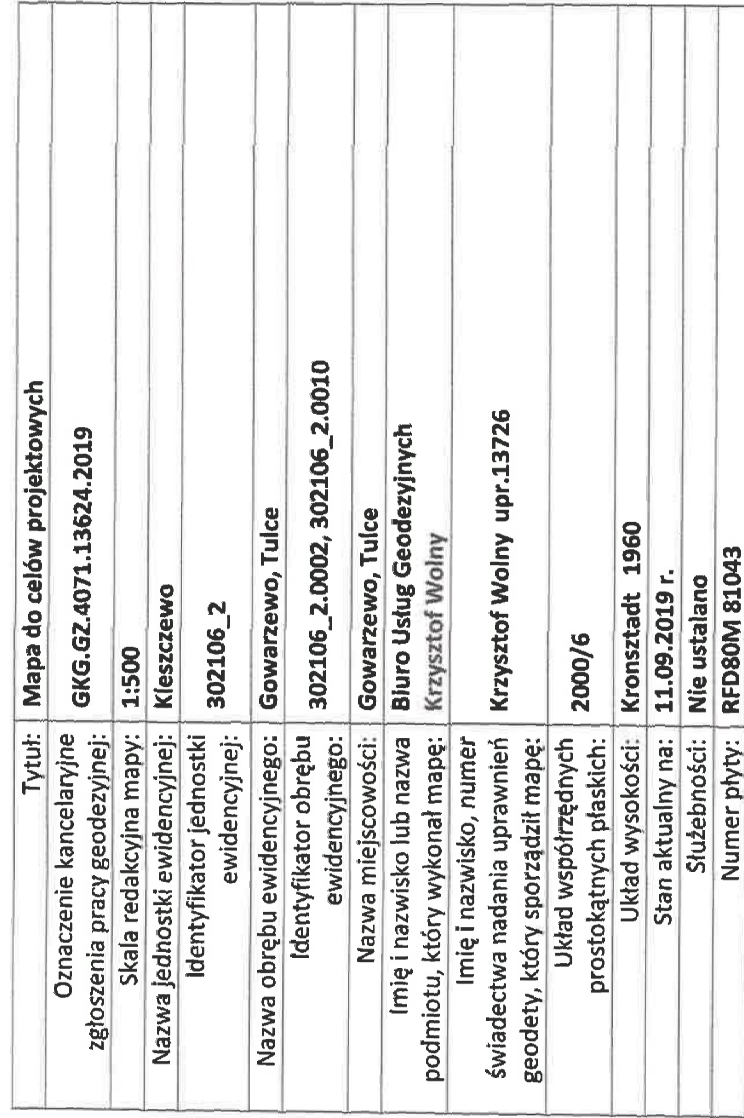 Tytuł: Mapa do celów projektowych
Oznaczenie kancelaryjne
zgłoszenia pracy geodezyjnej: GKG.GZ.4071.13624.2019
Skala redakcyjna mapy: 1:500
Nazwa jednostki ewidencyjnej: Kleszczewo
Identyfikator jednostki
ewidencyjnej: 302106_2
Nazwa obrębu ewidencyjnego: Gowarzewo, Tulce
Identyfikator obrębu
ewidencyjnego: 302106_2.0002, 302106_2.0010
Nazwa miejscowości: Gowarzewo, Tulce
Imię i nazwisko lub nazwa Biuro Usług Geodezyjnych
podmiotu, który wykonał mapę: Krzysztof Wolny
Imię i nazwisko, numer
świadectwa nadania uprawnień Krzysztof Wolny upr.13726
geodety, który sporządził mapę:
Układ współrzędnych
prostokątnych płaskich: 2000/6
Układ wysokości: Kronsztadt 1960
Stan aktualny na: 11.09.2019 r.
Służebności: Nie ustalano
Numer płyty: RFD80M 81043